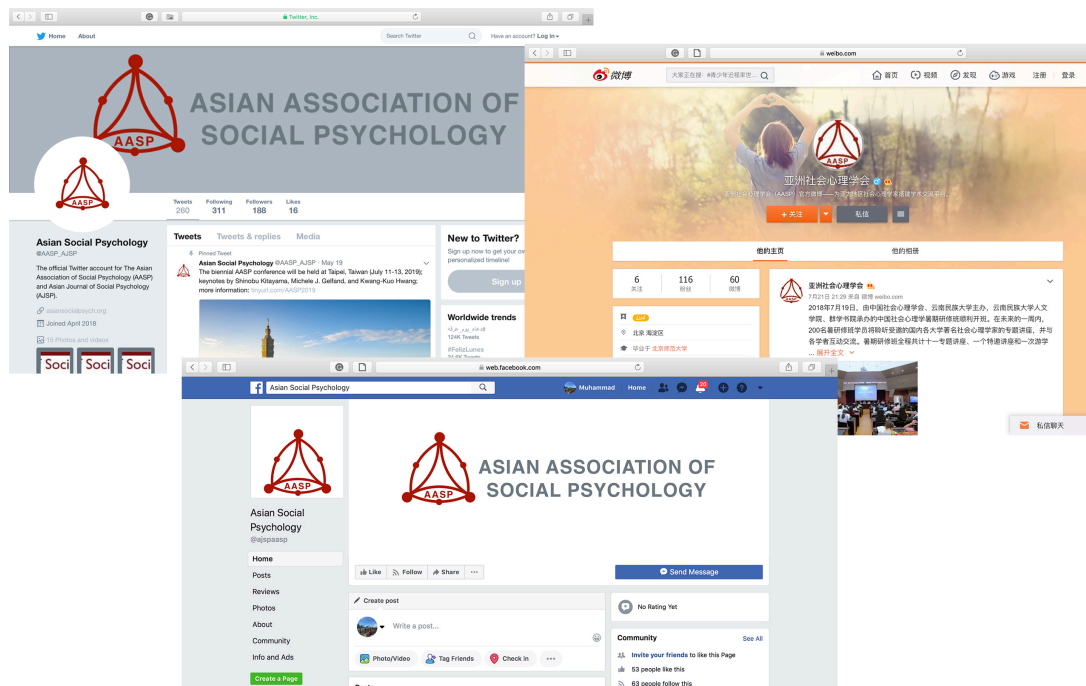 Twitter, Inc.
Home About
Search Twitter
Have an account? Log in
ASIAN ASSOCIATION OF
SOCIAL PSYCHOLOGY
AASP
AASP
Tweets Following Followers Likes
260 311 188 16
Asian Social Psychology
@AASP_AJSP
The official Twitter account for The Asian
Association of Social Psychology (AASP)
and Asian Journal of Social Psychology
(AJSP).
asiansocialpsych.org
Joined April 2018
15 Photos and videos
Soci Soci Soci
Tweets Tweets & replies Media
Pinned Tweet
Asian Social Psychology @AASP_AJSP · May 19
The biennial AASP conference will be held at Taipei, Taiwan (July 11-13, 2019);
keynotes by Shinobu Kitayama, Michele J. Gelfand, and Kwang-Kuo Hwang;
more information: tinyurl.com/AASP2019
New to Twitter?
Sign up now to get your ow
personalized timeline!
Sign up
Worldwide trends
124K Tweets
#FelizLunes
weibo.com
微博
大家正在搜: #青少年近视率世...
首页 视频 发现 游戏 注册 登录
AASP
亚洲社会心理学会
+ 关注 私信
他的主页 他的相册
6 116 60
关注 粉丝 微博
Lv4
北京 海淀区
毕业于 北京师范大学
亚洲社会心理学会
7月21日 21:29 来自 微博 weibo.com
2018年7月19日,由中国社会心理学会、云南民族大学主办,云南民族大学人文
学院、群学书院承办的中国社会心理学暑期研修班顺利开班。在未来的一周内,
200名暑期研修班学员将聆听受邀的国内各大学著名社会心理学家的专题讲座,并与
各学者互动交流。暑期研修班全程共计十一专题讲座、一个特邀讲座和一次游学
... 展开全文
私信聊天
web.facebook.com
Asian Social Psychology
Muhammad Home 20
AASP
Asian Social
Psychology
@ajspaasp
Home
Posts
Reviews
Photos
About
Community
Info and Ads
Create a Page
AASP
ASIAN ASSOCIATION OF
SOCIAL PSYCHOLOGY
Like Follow Share ...
Send Message
Create post
Write a post...
Photo/Video Tag Friends Check in ...
No Rating Yet
Community See All
Invite your friends to like this Page
53 people like this
63 people follow this